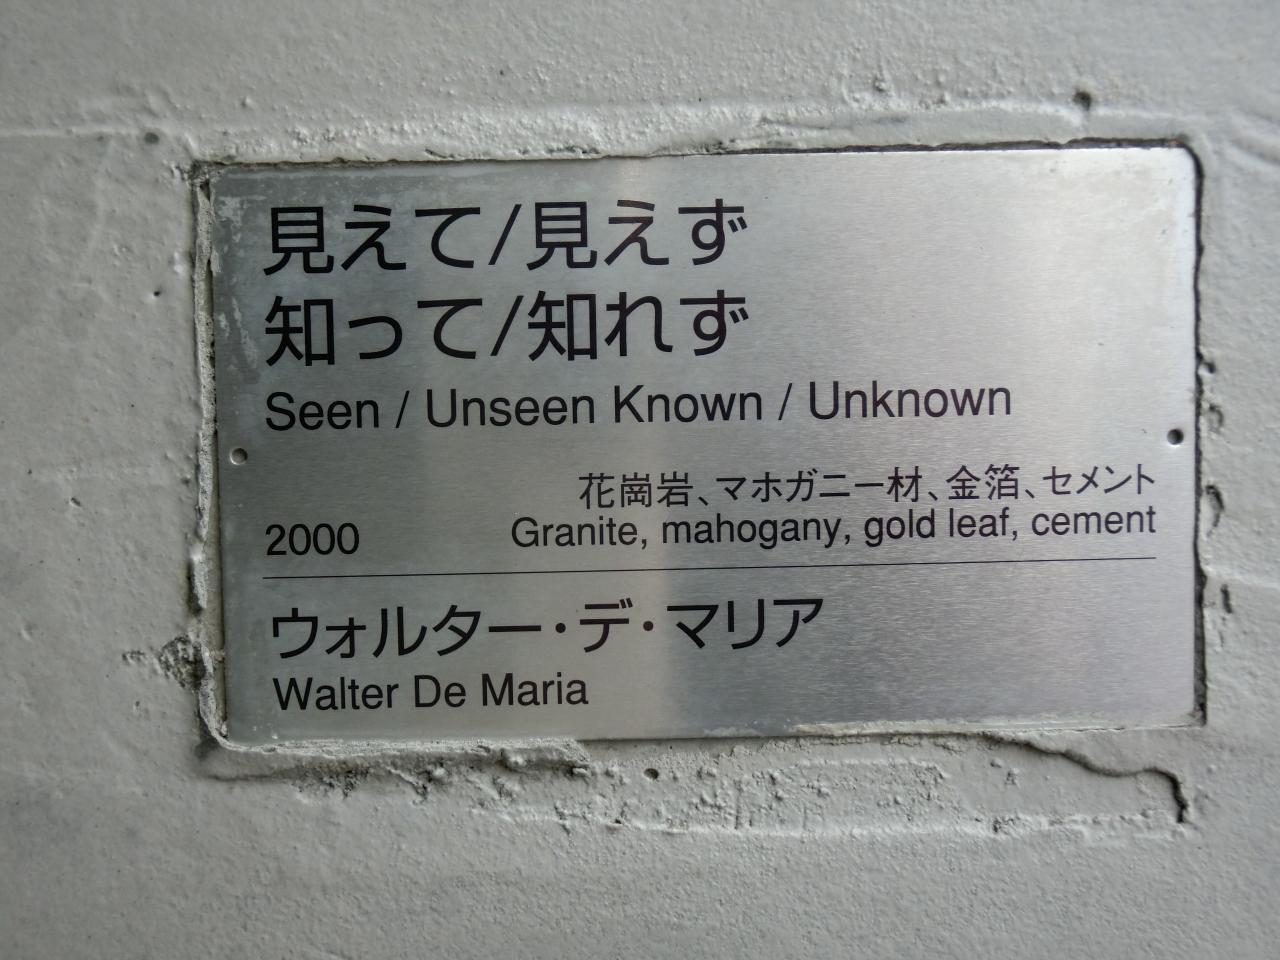 見えて/見えず
知って/知れず
Seen / Unseen Known / Unknown
花崗岩、マホガニー材、金箔、セメント
2000 Granite, mahogany, gold leaf, cement
ウォルター・デ・マリア
Walter De Maria